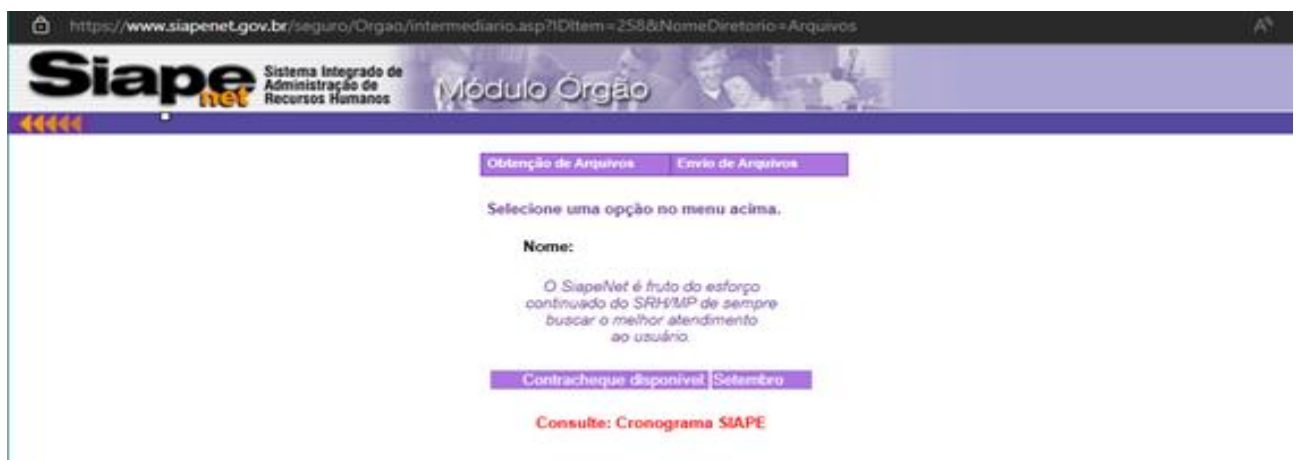 https://www.siapenet.gov.br/seguro/Orgao/intermediario.asp?IDItem=258&NomeDiretorio=Arquivos
Siape net
Sistema Integrado de
Administração de
Recursos Humanos
Módulo Órgão
Obtenção de Arquivos Envio de Arquivos
Selecione uma opção no menu acima.
Nome:
O SiapeNet é fruto do esforço
continuado do SRH/MP de sempre
buscar o melhor atendimento
ao usuário.
Contracheque disponível Setembro
Consulte: Cronograma SIAPE